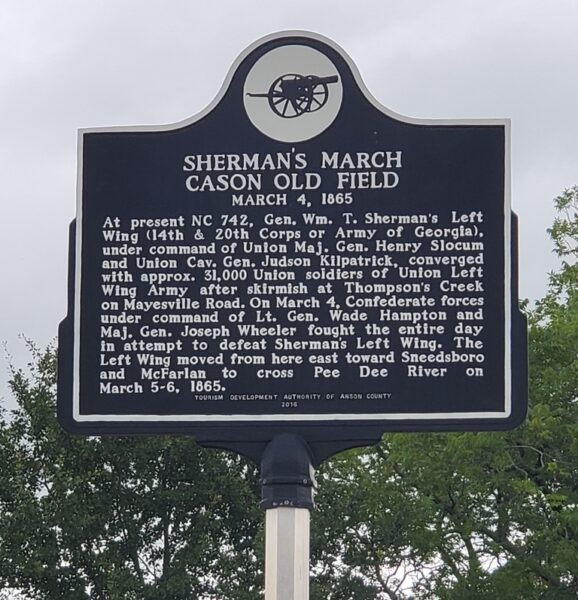 SHERMAN'S MARCH
CASON OLD FIELD
MARCH 4, 1865
At present NC 742, Gen. Wm. T. Sherman's Left
Wing (14th & 20th Corps or Army of Georgia),
under command of Union Maj. Gen. Henry Slocum
and Union Cav. Gen. Judson Kilpatrick, converged
with approx. 31,000 Union soldiers of Union Left
Wing Army after skirmish at Thompson's Creek
on Mayesville Road. On March 4, Confederate forces
under command of Lt. Gen. Wade Hampton and
Maj. Gen. Joseph Wheeler fought the entire day
in attempt to defeat Sherman's Left Wing. The
Left Wing moved from here east toward Sneedsboro
and McFarlan to cross Pee Dee River on
March 5-6, 1865.
TOURISM DEVELOPMENT AUTHORITY OF ANSON COUNTY
2016